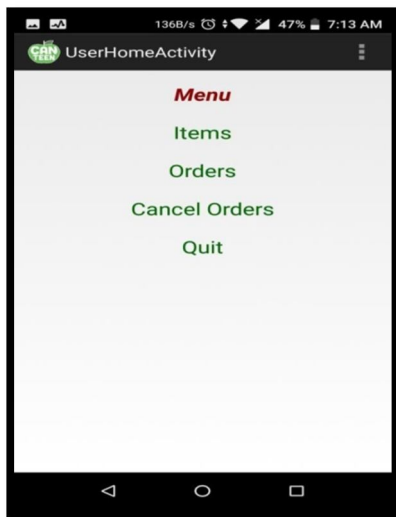 136B/s 47% 7:13 AM
CAN
TEEN
UserHomeActivity
Menu
Items
Orders
Cancel Orders
Quit